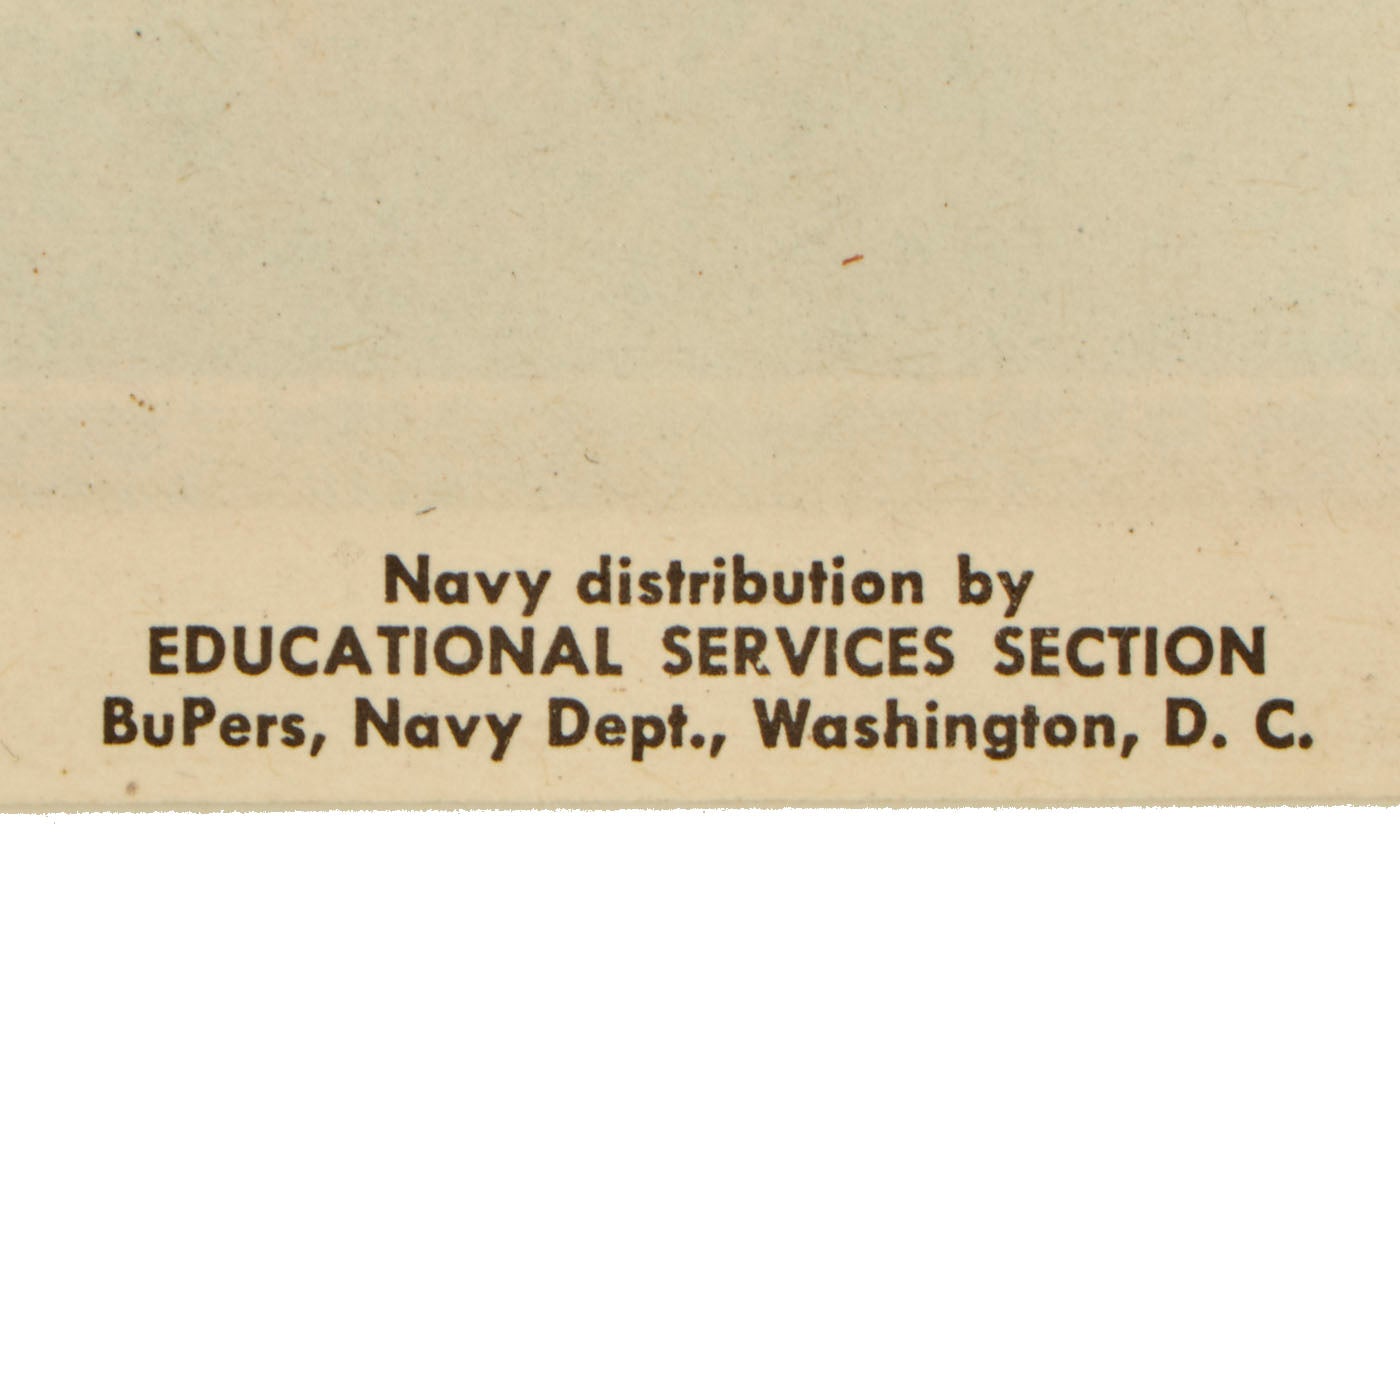 Navy distribution by
EDUCATIONAL SERVICES SECTION
BuPers, Navy Dept., Washington, D. C.